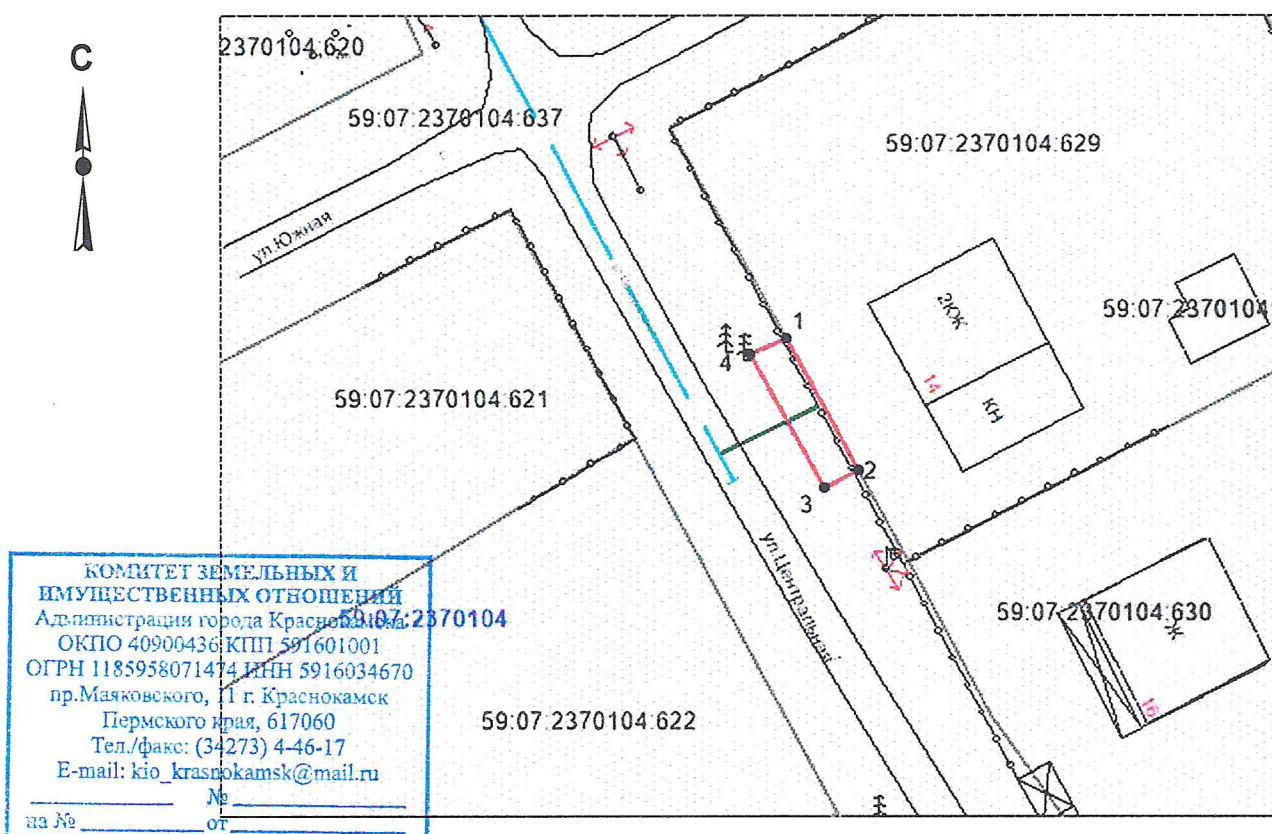 С
2370104:620
59:07:2370104:637
59:07:2370104:629
ул.Южная
2КЖ
59:07:2370104
1
4
14
КН
59:07:2370104:621
2
3
ул.Центральная
КОМИТЕТ ЗЕМЕЛЬНЫХ И
ИМУЩЕСТВЕННЫХ ОТНОШЕНИЙ
Администрации города Краснокамска
59:07:2370104
ОКПО 40900436 КПП 591601001
ОГРН 1185958071474 ИНН 5916034670
пр.Маяковского, 11 г. Краснокамск
Пермского края, 617060
Тел./факс: (34273) 4-46-17
E-mail: kio_krasnokamsk@mail.ru
№
на № от
59:07:2370104:630
Ж
16
59:07:2370104:622